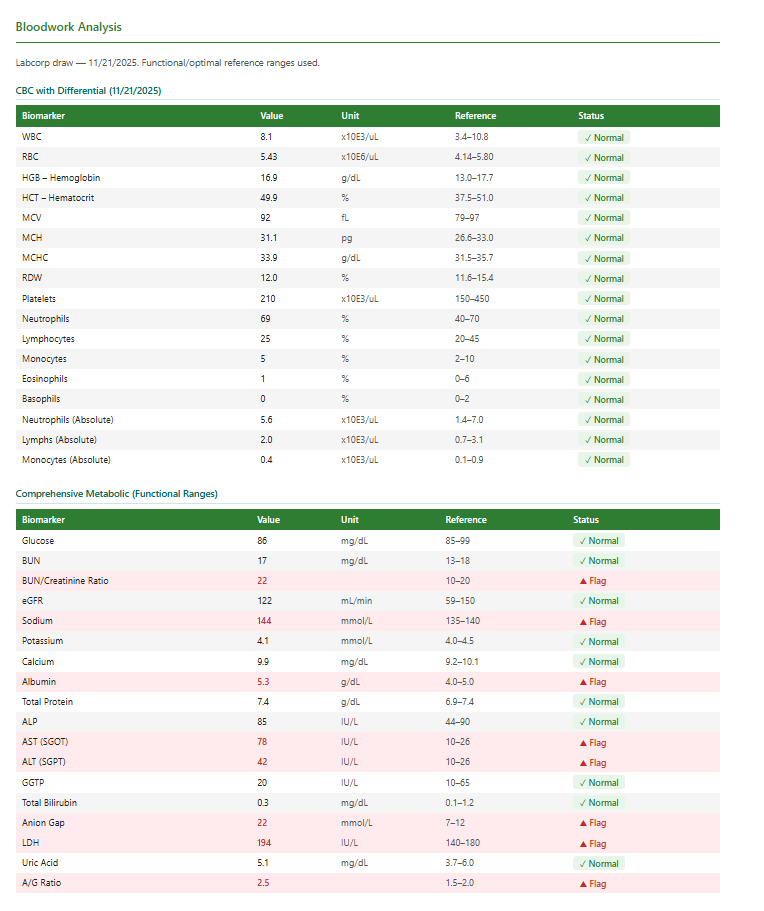 Bloodwork Analysis
Labcorp draw — 11/21/2025. Functional/optimal reference ranges used.
CBC with Differential (11/21/2025)
Biomarker Value Unit Reference Status
WBC 8.1 x10E3/uL 3.4–10.8 ✓ Normal
RBC 5.43 x10E6/uL 4.14–5.80 ✓ Normal
HGB – Hemoglobin 16.9 g/dL 13.0–17.7 ✓ Normal
HCT – Hematocrit 49.9 % 37.5–51.0 ✓ Normal
MCV 92 fL 79–97 ✓ Normal
MCH 31.1 pg 26.6–33.0 ✓ Normal
MCHC 33.9 g/dL 31.5–35.7 ✓ Normal
RDW 12.0 % 11.6–15.4 ✓ Normal
Platelets 210 x10E3/uL 150–450 ✓ Normal
Neutrophils 69 % 40–70 ✓ Normal
Lymphocytes 25 % 20–45 ✓ Normal
Monocytes 5 % 2–10 ✓ Normal
Eosinophils 1 % 0–6 ✓ Normal
Basophils 0 % 0–2 ✓ Normal
Neutrophils (Absolute) 5.6 x10E3/uL 1.4–7.0 ✓ Normal
Lymphs (Absolute) 2.0 x10E3/uL 0.7–3.1 ✓ Normal
Monocytes (Absolute) 0.4 x10E3/uL 0.1–0.9 ✓ Normal
Comprehensive Metabolic (Functional Ranges)
Biomarker Value Unit Reference Status
Glucose 86 mg/dL 85–99 ✓ Normal
BUN 17 mg/dL 13–18 ✓ Normal
BUN/Creatinine Ratio 22 10–20 ▲ Flag
eGFR 122 mL/min 59–150 ✓ Normal
Sodium 144 mmol/L 135–140 ▲ Flag
Potassium 4.1 mmol/L 4.0–4.5 ✓ Normal
Calcium 9.9 mg/dL 9.2–10.1 ✓ Normal
Albumin 5.3 g/dL 4.0–5.0 ▲ Flag
Total Protein 7.4 g/dL 6.9–7.4 ✓ Normal
ALP 85 IU/L 44–90 ✓ Normal
AST (SGOT) 78 IU/L 10–26 ▲ Flag
ALT (SGPT) 42 IU/L 10–26 ▲ Flag
GGTP 20 IU/L 10–65 ✓ Normal
Total Bilirubin 0.3 mg/dL 0.1–1.2 ✓ Normal
Anion Gap 22 mmol/L 7–12 ▲ Flag
LDH 194 IU/L 140–180 ▲ Flag
Uric Acid 5.1 mg/dL 3.7–6.0 ✓ Normal
A/G Ratio 2.5 1.5–2.0 ▲ Flag